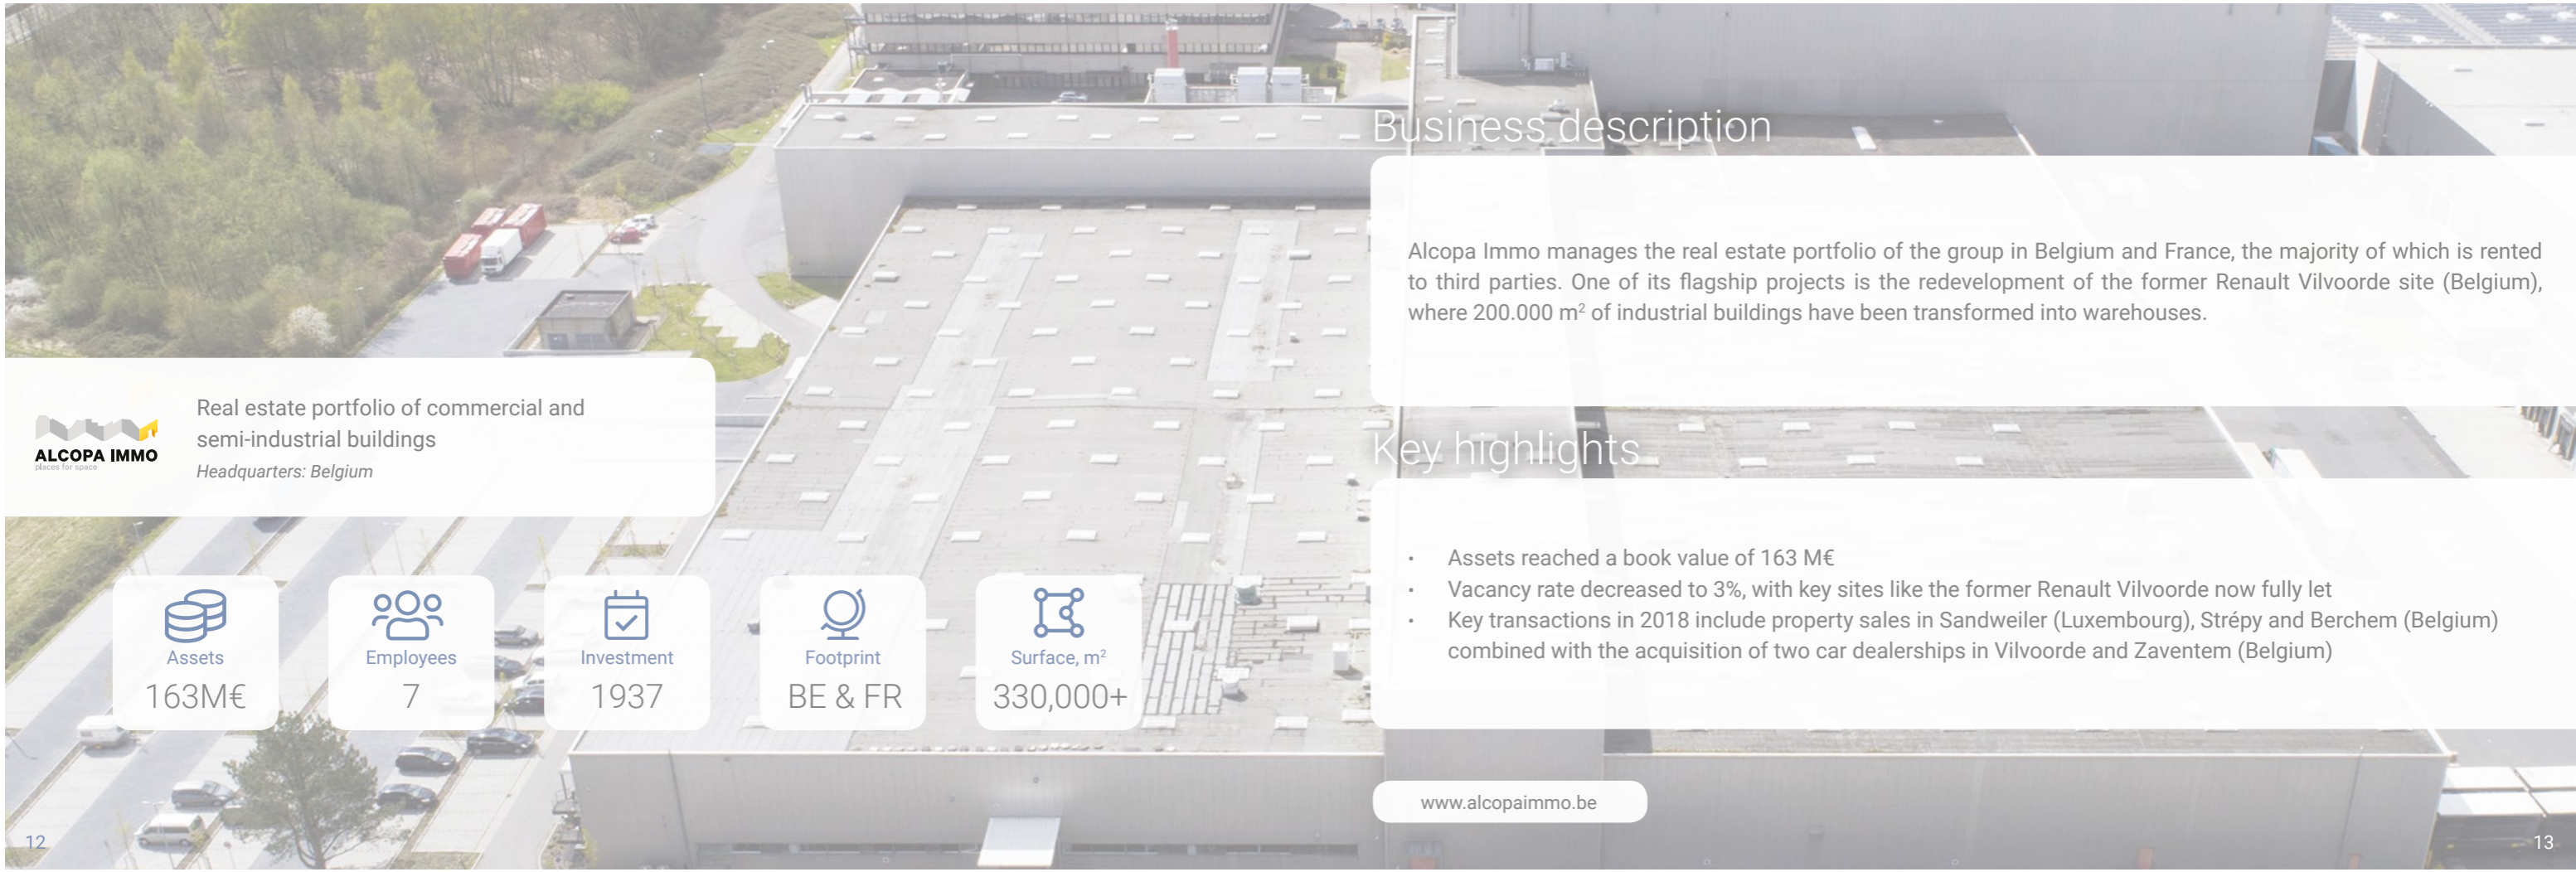 ALCOPA IMMO
places for space
Real estate portfolio of commercial and
semi-industrial buildings
Headquarters: Belgium
Assets
163M€
Employees
7
Investment
1937
Footprint
BE & FR
Surface, m²
330,000+
12
Business description
Alcopa Immo manages the real estate portfolio of the group in Belgium and France, the majority of which is rented
to third parties. One of its flagship projects is the redevelopment of the former Renault Vilvoorde site (Belgium),
where 200.000 m² of industrial buildings have been transformed into warehouses.
Key highlights
• Assets reached a book value of 163 M€
• Vacancy rate decreased to 3%, with key sites like the former Renault Vilvoorde now fully let
• Key transactions in 2018 include property sales in Sandweiler (Luxembourg), Strépy and Berchem (Belgium)
combined with the acquisition of two car dealerships in Vilvoorde and Zaventem (Belgium)
www.alcopaimmo.be
13